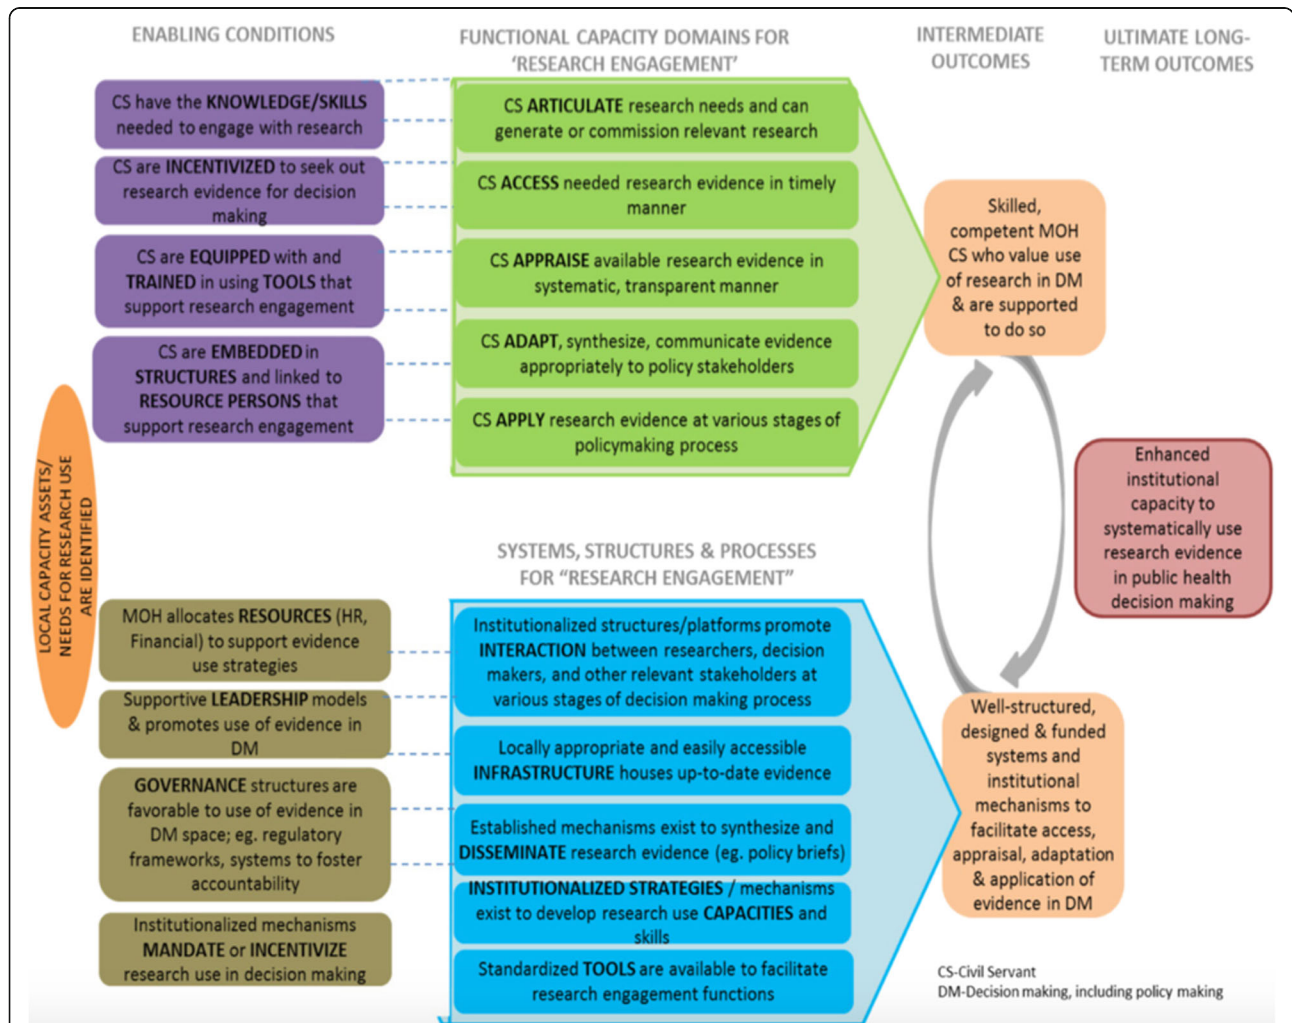 ENABLING CONDITIONS
FUNCTIONAL CAPACITY DOMAINS FOR
‘RESEARCH ENGAGEMENT’
INTERMEDIATE
OUTCOMES
ULTIMATE LONG-
TERM OUTCOMES
CS have the KNOWLEDGE/SKILLS
needed to engage with research
CS are INCENTIVIZED to seek out
research evidence for decision
making
CS are EQUIPPED with and
TRAINED in using TOOLS that
support research engagement
CS are EMBEDDED in
STRUCTURES and linked to
RESOURCE PERSONS that
support research engagement
CS ARTICULATE research needs and can
generate or commission relevant research
CS ACCESS needed research evidence in timely
manner
CS APPRAISE available research evidence in
systematic, transparent manner
CS ADAPT, synthesize, communicate evidence
appropriately to policy stakeholders
CS APPLY research evidence at various stages of
policymaking process
Skilled,
competent MOH
CS who value use
of research in DM
& are supported
to do so
Enhanced
institutional
capacity to
systematically use
research evidence
in public health
decision making
LOCAL CAPACITY ASSETS/
NEEDS FOR RESEARCH USE
ARE IDENTIFIED
SYSTEMS, STRUCTURES & PROCESSES
FOR “RESEARCH ENGAGEMENT”
MOH allocates RESOURCES (HR,
Financial) to support evidence
use strategies
Supportive LEADERSHIP models
& promotes use of evidence in
DM
GOVERNANCE structures are
favorable to use of evidence in
DM space; eg. regulatory
frameworks, systems to foster
accountability
Institutionalized mechanisms
MANDATE or INCENTIVIZE
research use in decision making
Institutionalized structures/platforms promote
INTERACTION between researchers, decision
makers, and other relevant stakeholders at
various stages of decision making process
Locally appropriate and easily accessible
INFRASTRUCTURE houses up-to-date evidence
Established mechanisms exist to synthesize and
DISSEMINATE research evidence (eg. policy briefs)
INSTITUTIONALIZED STRATEGIES / mechanisms
exist to develop research use CAPACITIES and
skills
Standardized TOOLS are available to facilitate
research engagement functions
Well-structured,
designed & funded
systems and
institutional
mechanisms to
facilitate access,
appraisal, adaptation
& application of
evidence in DM
CS-Civil Servant
DM-Decision making, including policy making